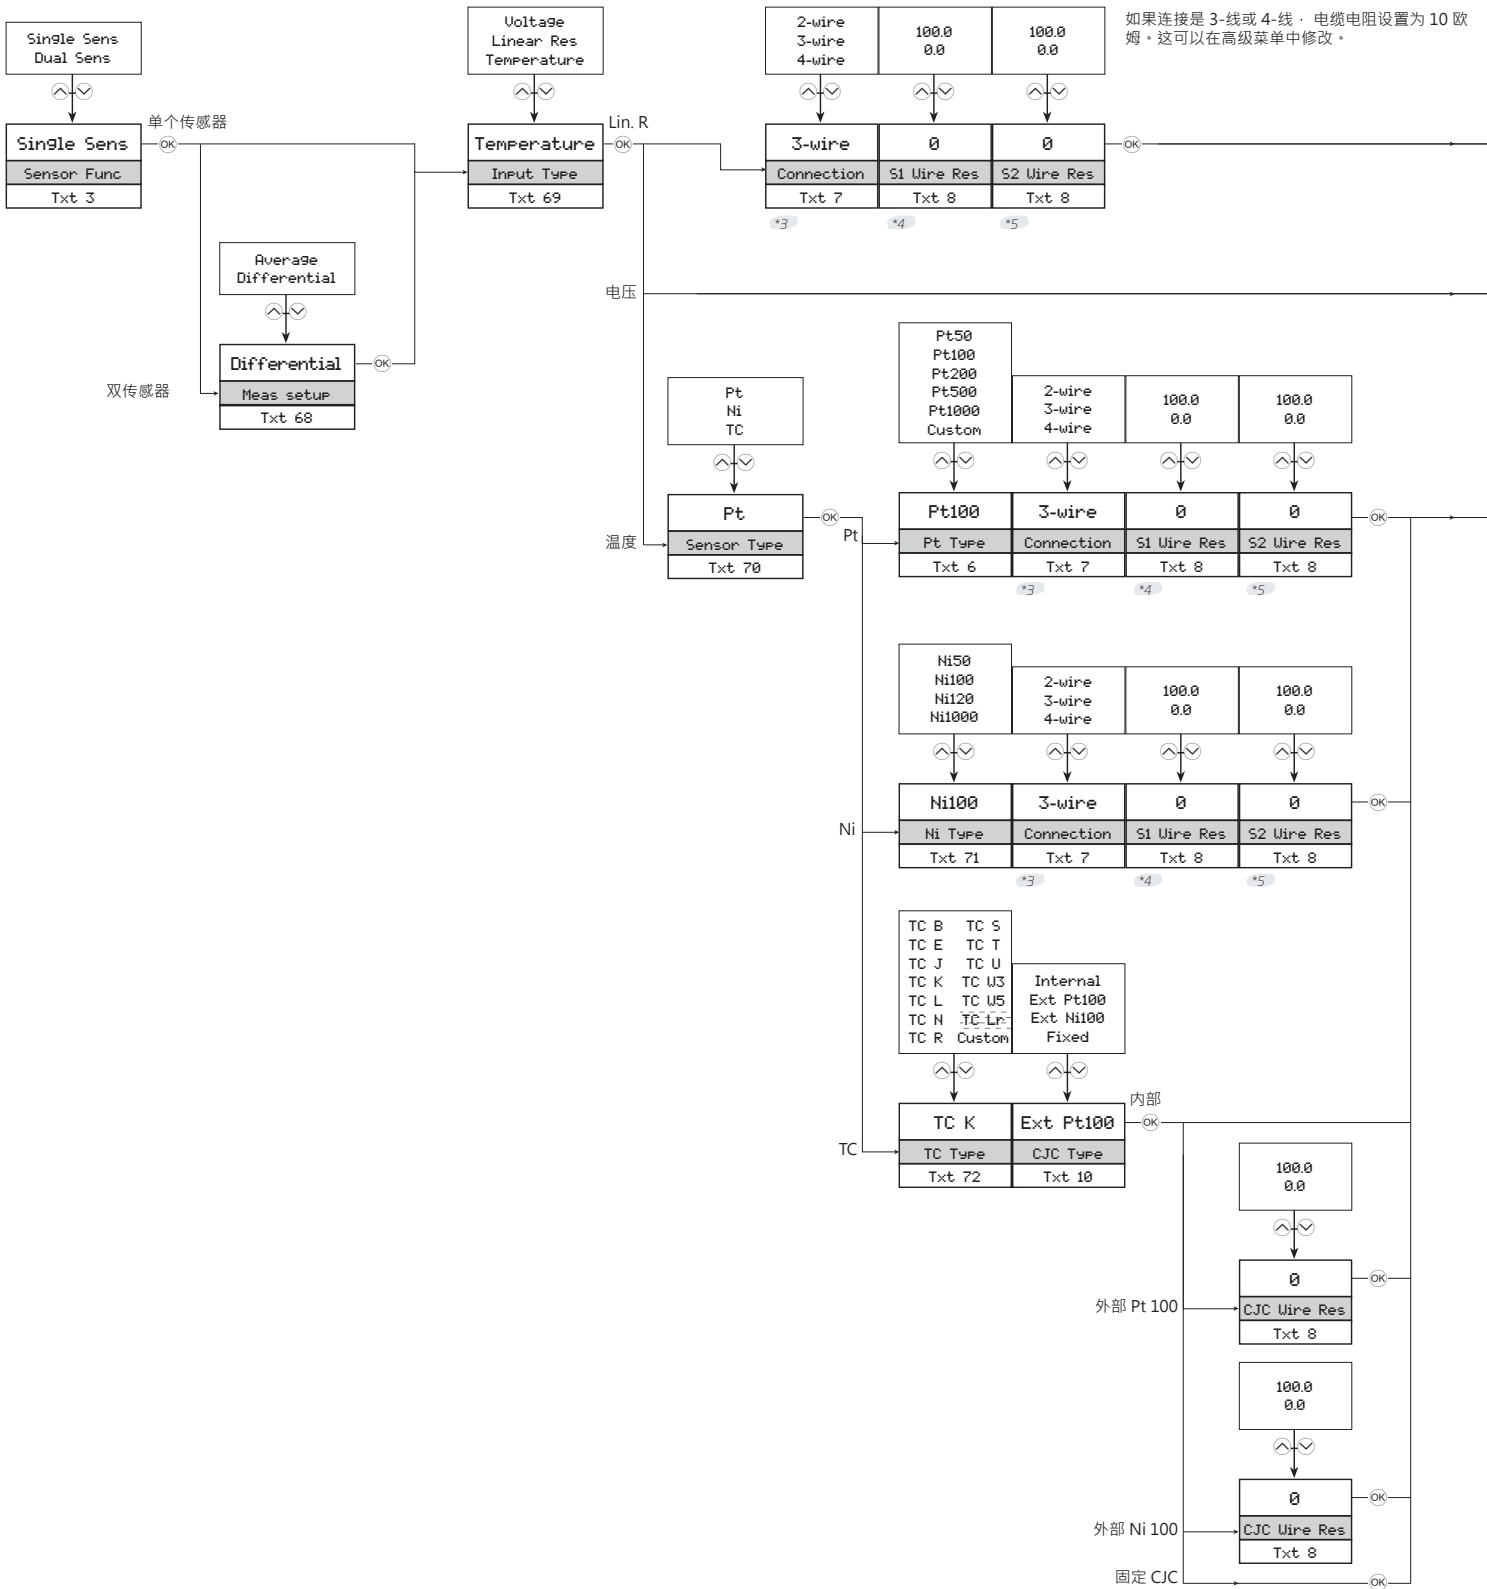 Single Sens
Dual Sens
单个传感器
Single Sens
OK
Sensor Func
Txt 3
Average
Differential
双传感器
Differential
OK
Meas setup
Txt 68
Voltage
Linear Res
Temperature
Lin. R
Temperature
OK
Input Type
Txt 69
2-wire
3-wire
4-wire
100.0
0.0
100.0
0.0
如果连接是 3-线或 4-线，电缆电阻设置为 10 欧
姆。这可以在高级菜单中修改。
3-wire
0
0
OK
Connection
S1 Wire Res
S2 Wire Res
Txt 7
Txt 8
Txt 8
*3
*4
*5
电压
温度
Pt
Ni
TC
Pt
OK
Sensor Type
Txt 70
Pt
Pt50
Pt100
Pt200
Pt500
Pt1000
Custom
2-wire
3-wire
4-wire
100.0
0.0
100.0
0.0
Pt100
3-wire
0
0
OK
Pt Type
Connection
S1 Wire Res
S2 Wire Res
Txt 6
Txt 7
Txt 8
Txt 8
*3
*4
*5
Ni
Ni50
Ni100
Ni120
Ni1000
2-wire
3-wire
4-wire
100.0
0.0
100.0
0.0
Ni100
3-wire
0
0
OK
Ni Type
Connection
S1 Wire Res
S2 Wire Res
Txt 71
Txt 7
Txt 8
Txt 8
*3
*4
*5
TC
TC B TC S
TC E TC T
TC J TC U
TC K TC W3
TC L TC W5
TC N TC Lr
TC R Custom
Internal
Ext Pt100
Ext Ni100
Fixed
内部
TC K
Ext Pt100
OK
TC Type
CJC Type
Txt 72
Txt 10
100.0
0.0
外部 Pt 100
0
OK
CJC Wire Res
Txt 8
100.0
0.0
外部 Ni 100
0
OK
CJC Wire Res
Txt 8
固定 CJC
OK